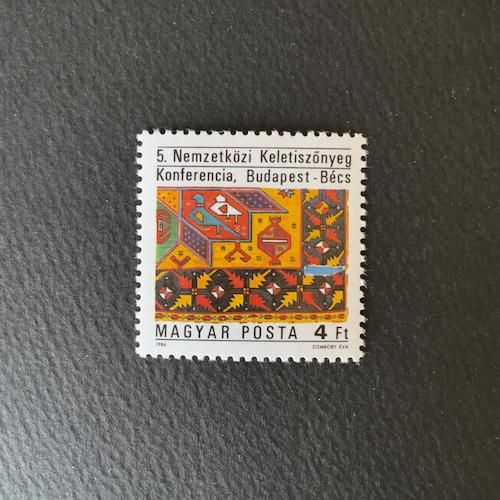 5. Nemzetközi Keletiszőnyeg
Konferencia, Budapest-Bécs
MAGYAR POSTA 4 Ft
1986 ZOMBORY ÉVA